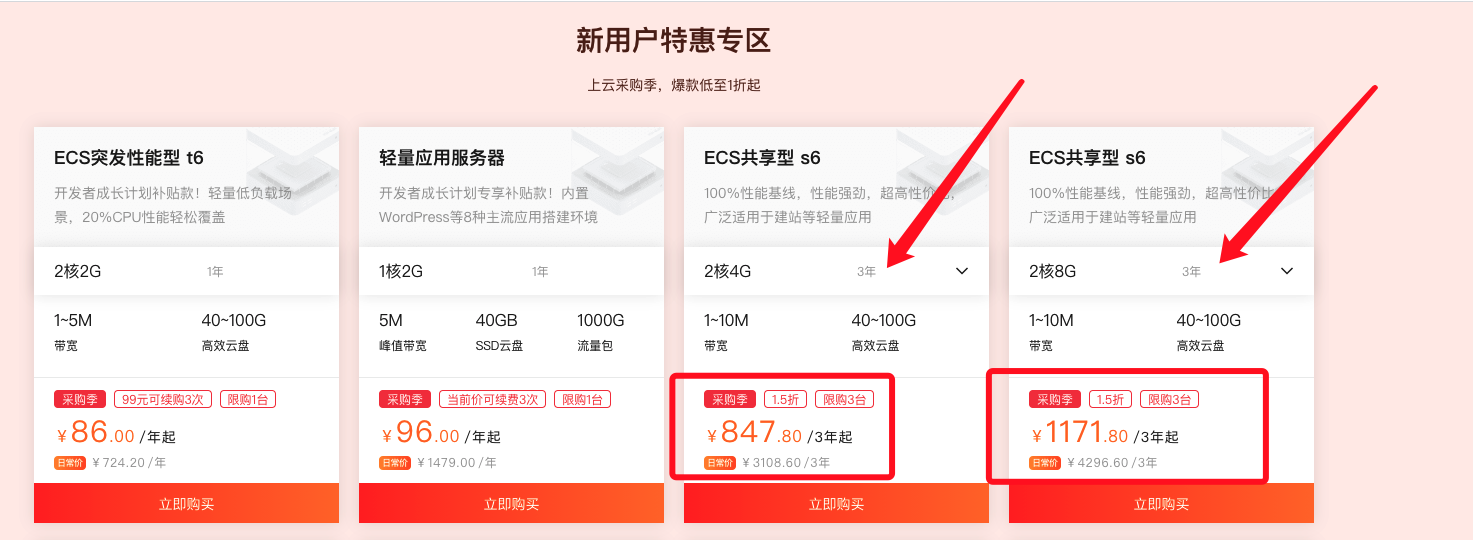 新用户特惠专区
上云采购季，爆款低至1折起
ECS突发性能型 t6
开发者成长计划补贴款！轻量低负载场
景，20%CPU性能轻松覆盖
2核2G 1年
1~5M 40~100G
带宽 高效云盘
采购季 99元可续购3次 限购1台
¥86.00 /年起
日常价 ¥724.20 /年
立即购买
轻量应用服务器
开发者成长计划专享补贴款！内置
WordPress等8种主流应用搭建环境
1核2G 1年
5M 40GB 1000G
峰值带宽 SSD云盘 流量包
采购季 当前价可续费3次 限购1台
¥96.00 /年起
日常价 ¥1479.00 /年
立即购买
ECS共享型 s6
100%性能基线，性能强劲，超高性价比，
广泛适用于建站等轻量应用
2核4G 3年
1~10M 40~100G
带宽 高效云盘
采购季 1.5折 限购3台
¥847.80 /3年起
日常价 ¥3108.60 /3年
立即购买
ECS共享型 s6
100%性能基线，性能强劲，超高性价比，
广泛适用于建站等轻量应用
2核8G 3年
1~10M 40~100G
带宽 高效云盘
采购季 1.5折 限购3台
¥1171.80 /3年起
日常价 ¥4296.60 /3年
立即购买